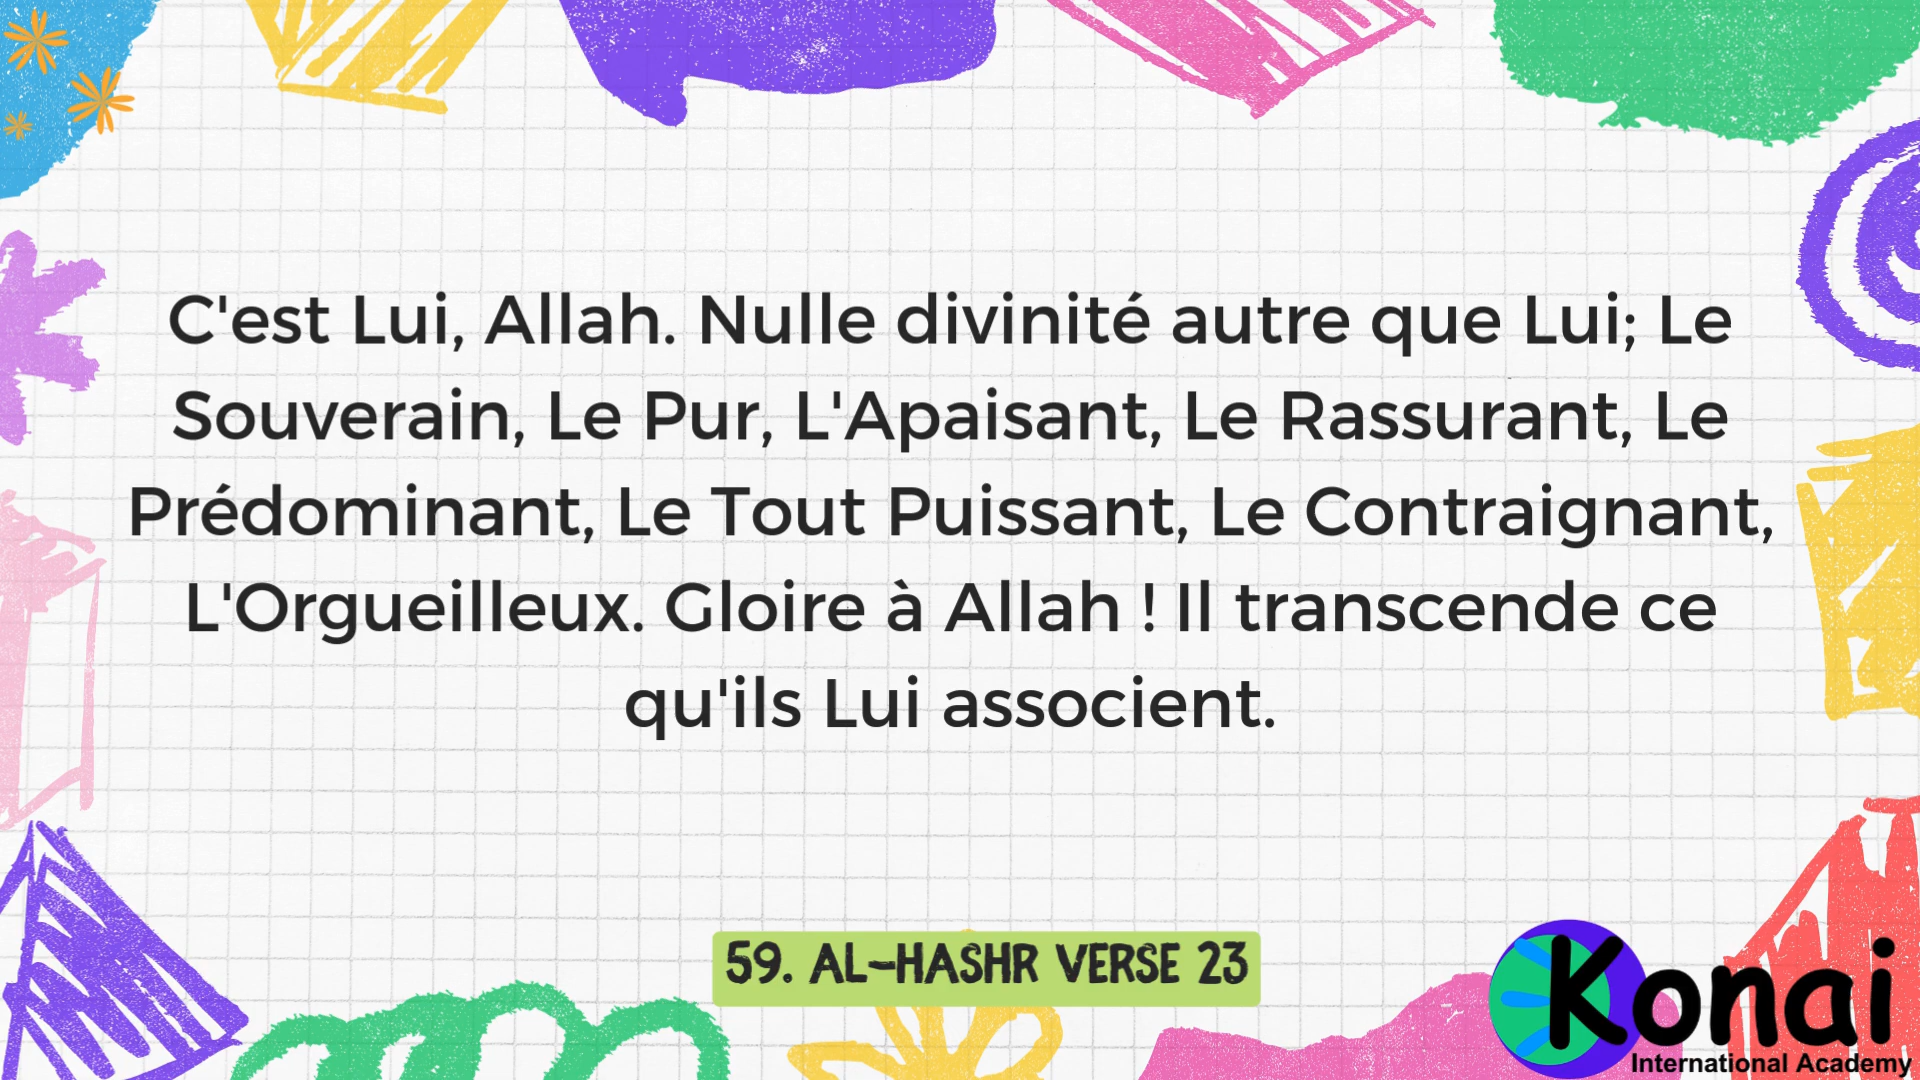 C'est Lui, Allah. Nulle divinité autre que Lui; Le
Souverain, Le Pur, L'Apaisant, Le Rassurant, Le
Prédominant, Le Tout Puissant, Le Contraignant,
L'Orgueilleux. Gloire à Allah ! Il transcende ce
qu'ils Lui associent.
59. AL-HASHR VERSE 23
Konai
International Academy